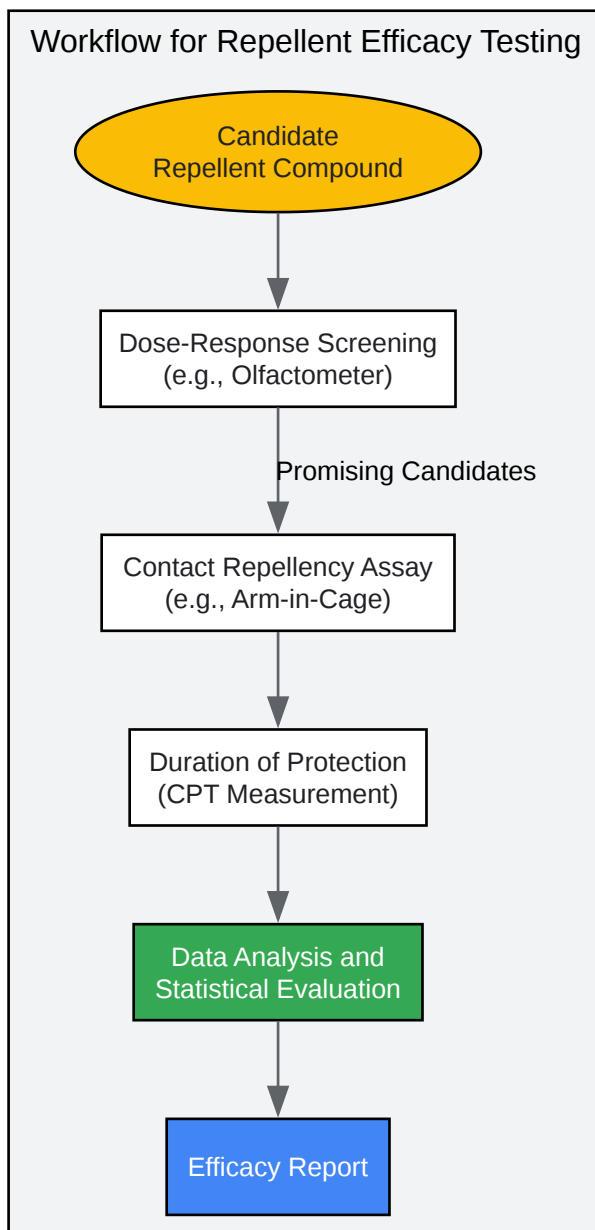 Workflow for Repellent Efficacy Testing
Candidate
Repellent Compound
Dose-Response Screening
(e.g., Olfactometer)
Promising Candidates
Contact Repellency Assay
(e.g., Arm-in-Cage)
Duration of Protection
(CPT Measurement)
Data Analysis and
Statistical Evaluation
Efficacy Report